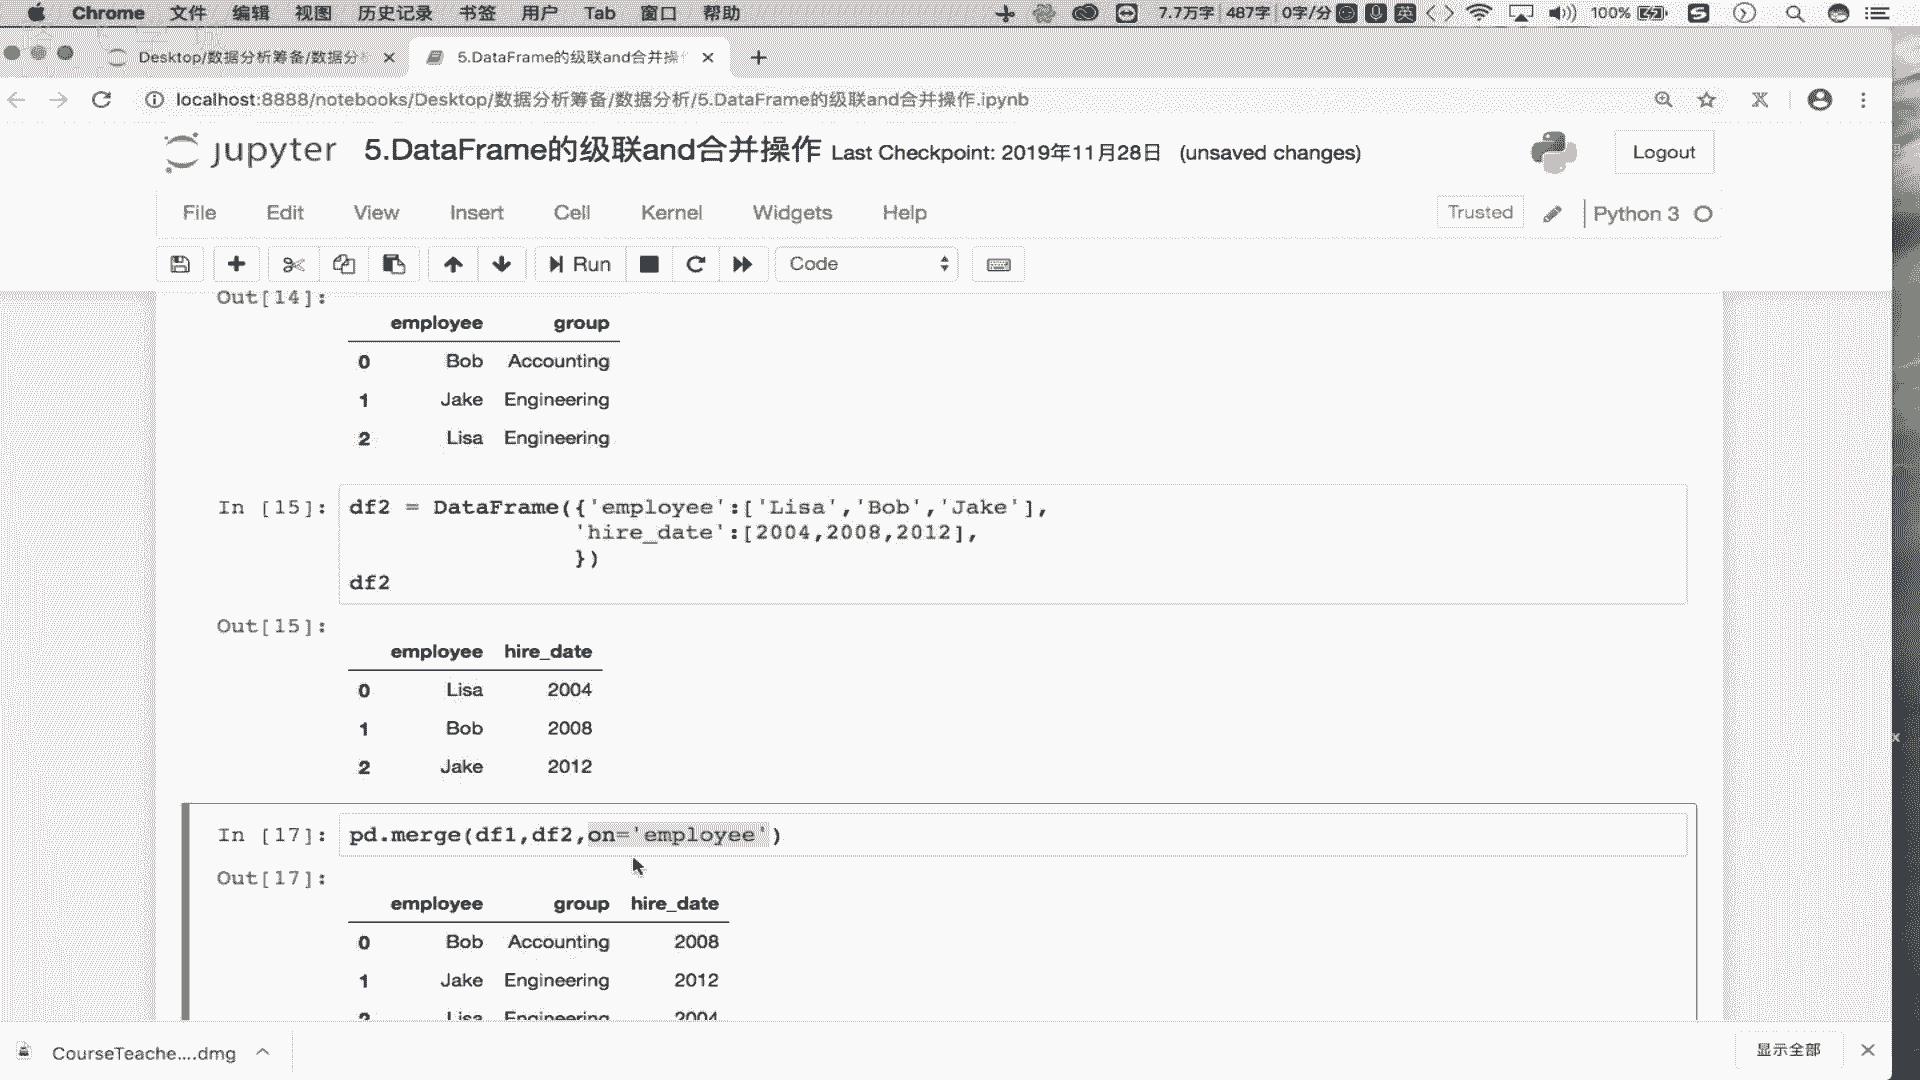 Chrome 文件 编辑 视图 历史记录 书签 用户 Tab 窗口 帮助 7.7万字 487字 0字/分 英 100%
Desktop/数据分析筹备/数据分
5.DataFrame的级联and合并操
localhost:8888/notebooks/Desktop/数据分析筹备/数据分析/5.DataFrame的级联and合并操作.ipynb
jupyter 5.DataFrame的级联and合并操作 Last Checkpoint: 2019年11月28日 (unsaved changes) Logout
File Edit View Insert Cell Kernel Widgets Help Trusted Python 3
Run Code
Out[14]:
employee group
0 Bob Accounting
1 Jake Engineering
2 Lisa Engineering
In [15]: df2 = DataFrame({'employee':['Lisa','Bob','Jake'],
'hire_date':[2004,2008,2012],
})
df2
Out[15]:
employee hire_date
0 Lisa 2004
1 Bob 2008
2 Jake 2012
In [17]: pd.merge(df1,df2,on='employee')
Out[17]:
employee group hire_date
0 Bob Accounting 2008
1 Jake Engineering 2012
2 Lisa Engineering 2004
CourseTeache....dmg 显示全部